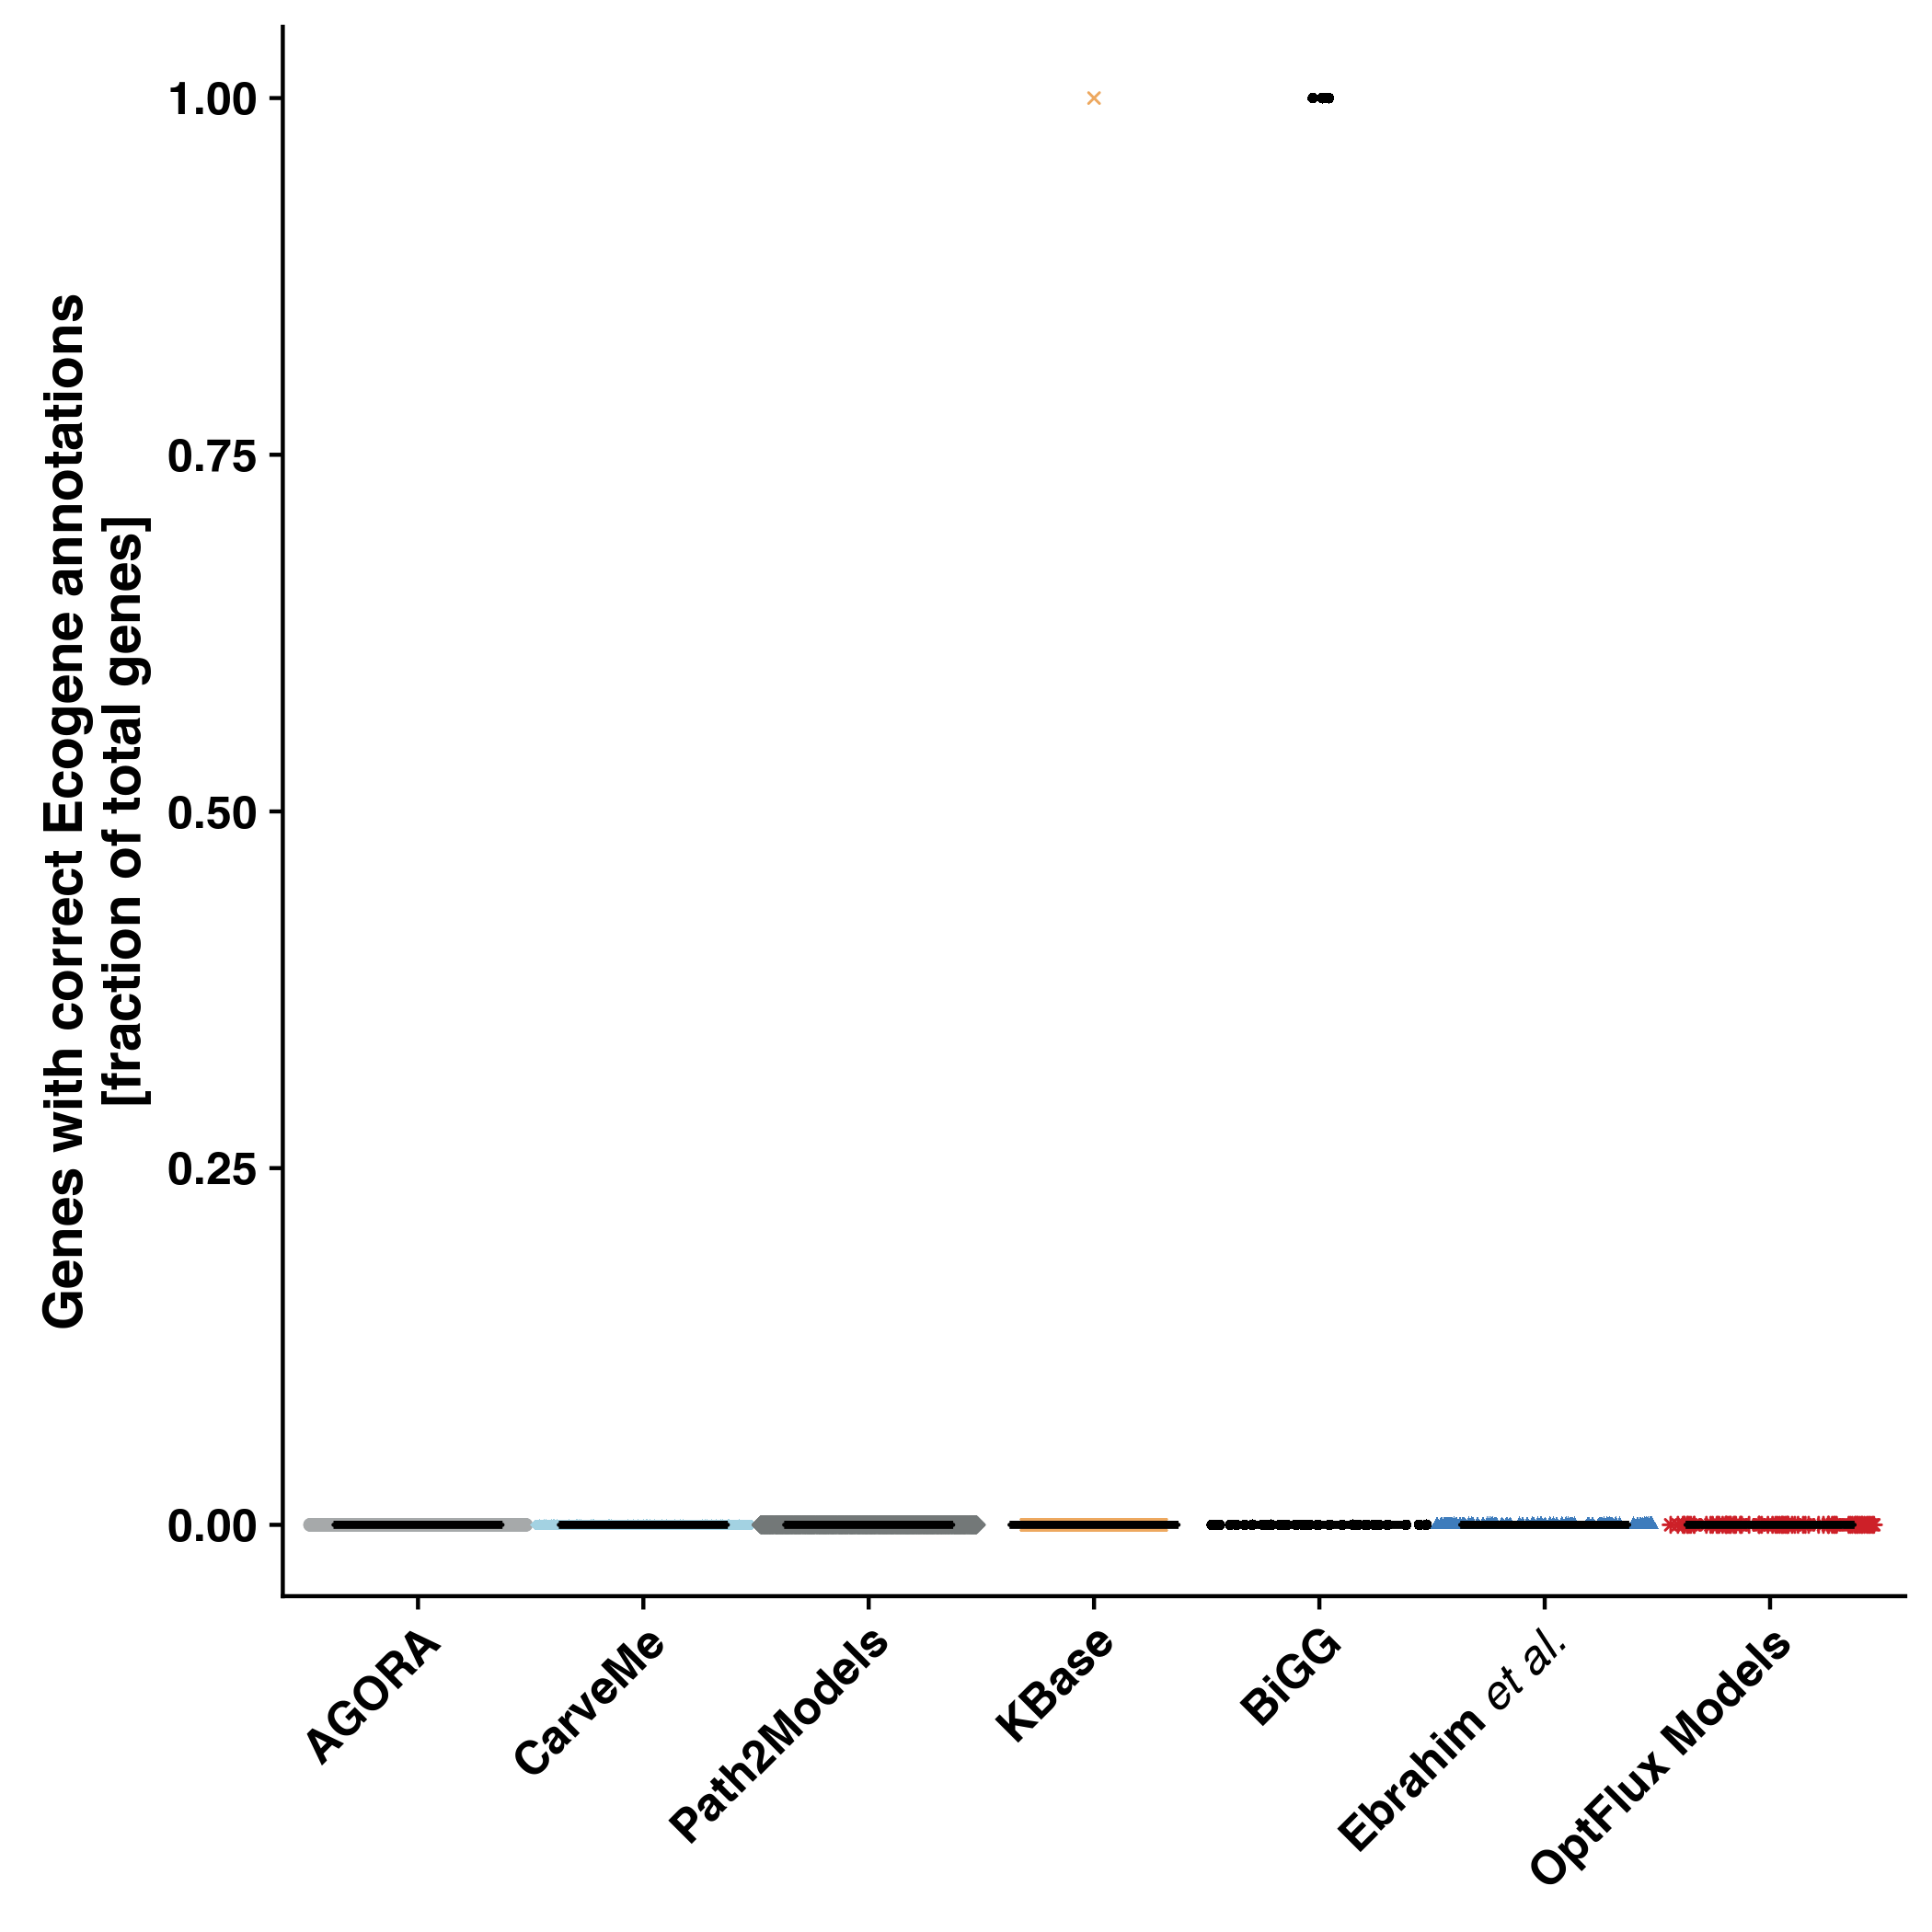 Genes with correct Ecogene annotations
[fraction of total genes]
1.00
0.75
0.50
0.25
0.00
AGORA
CarveMe
Path2Models
KBase
BiGG
Ebrahim et al.
OptFlux Models